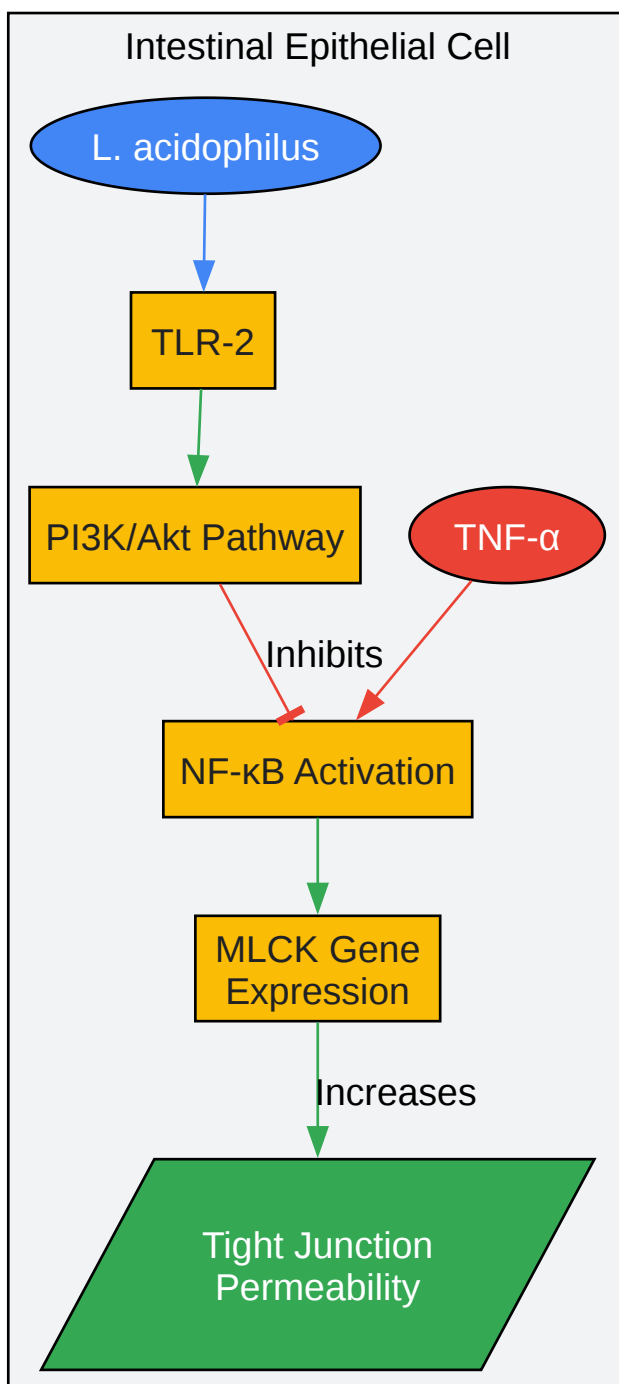 Intestinal Epithelial Cell
L. acidophilus
TLR-2
PI3K/Akt Pathway
TNF-α
Inhibits
NF-κB Activation
MLCK Gene
Expression
Increases
Tight Junction
Permeability